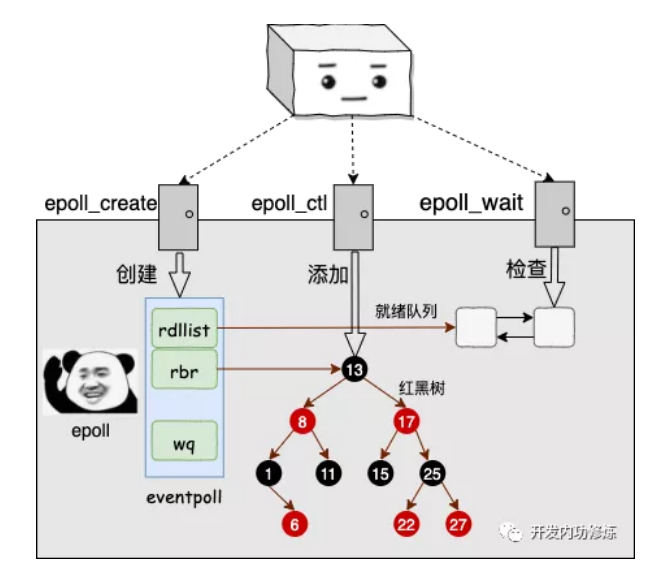 epoll_create
epoll_ctl
epoll_wait
创建
添加
检查
rdllist
就绪队列
rbr
13
红黑树
epoll
8
17
wq
1
11
15
25
eventpoll
6
22
27
开发内功修炼